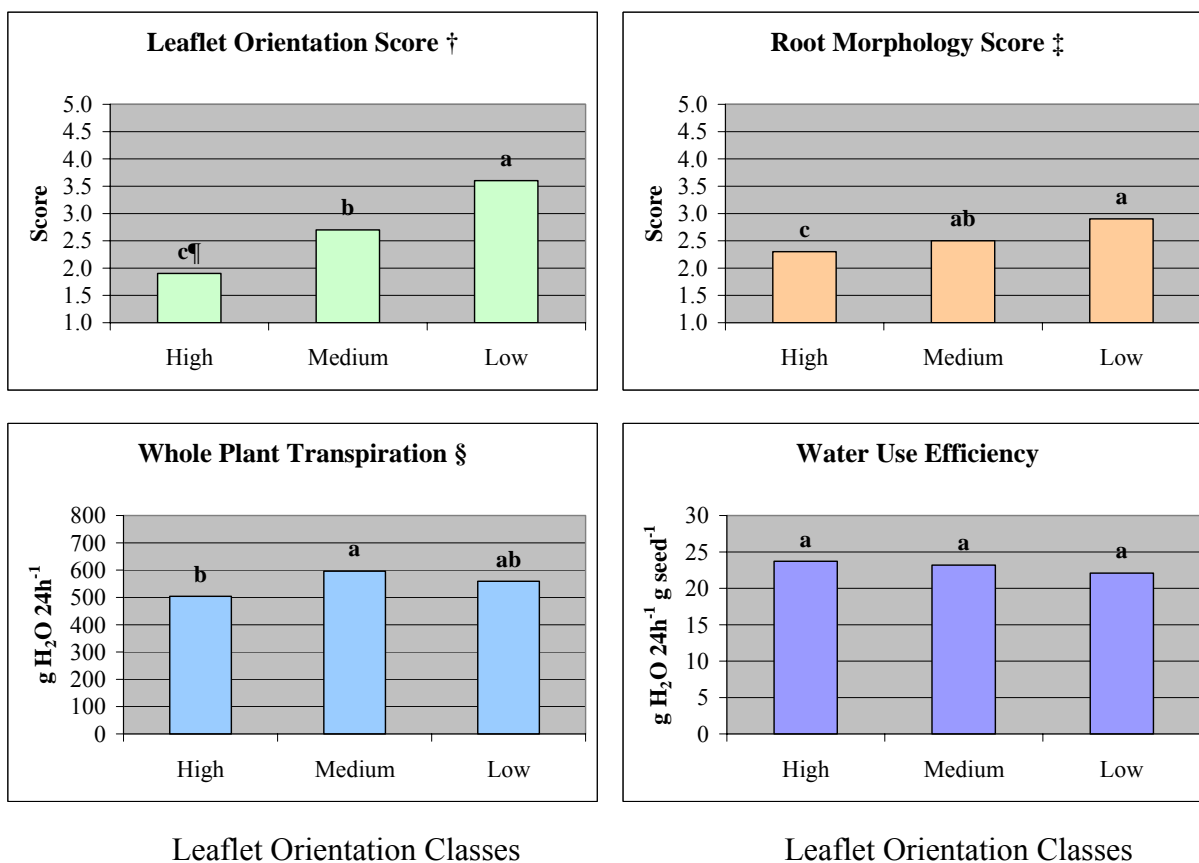 Leaflet Orientation Score †
Score
5.0
4.5
4.0
3.5
3.0
2.5
2.0
1.5
1.0
c¶
b
a
High Medium Low
Root Morphology Score ‡
Score
5.0
4.5
4.0
3.5
3.0
2.5
2.0
1.5
1.0
c
ab
a
High Medium Low
Whole Plant Transpiration §
g H₂O 24h⁻¹
800
700
600
500
400
300
200
100
0
b
a
ab
High Medium Low
Water Use Efficiency
g H₂O 24h⁻¹ g seed⁻¹
30
25
20
15
10
5
0
a
a
a
High Medium Low
Leaflet Orientation Classes
Leaflet Orientation Classes